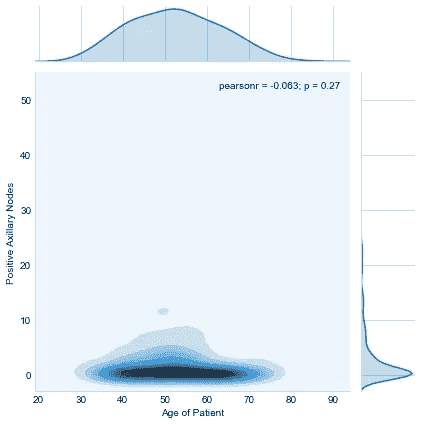 pearsonr = -0.063; p = 0.27
50
40
30
20
10
0
Positive Axillary Nodes
20 30 40 50 60 70 80 90
Age of Patient